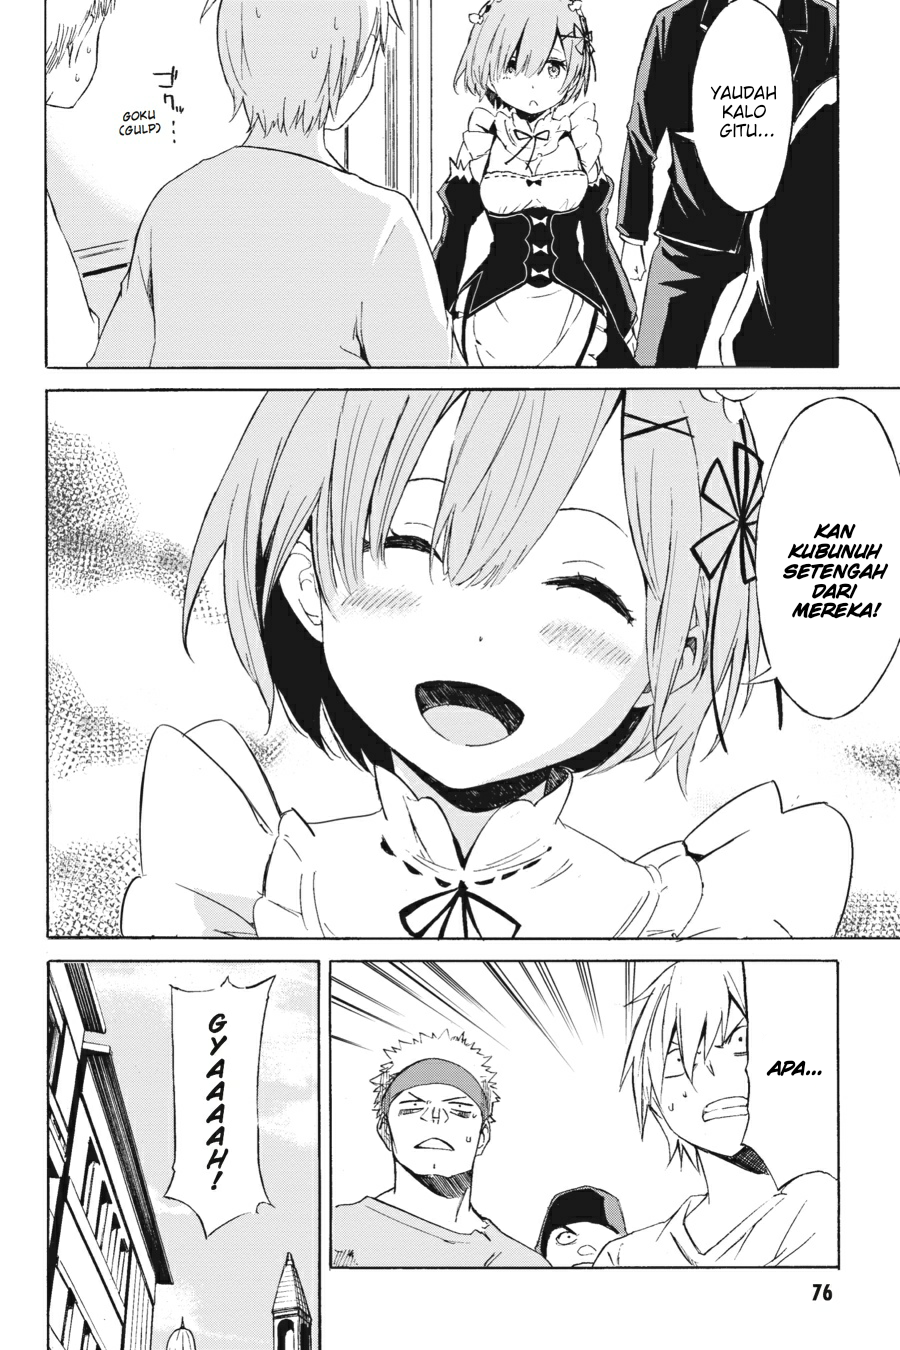 YAUDAH
KALO
GITU...
ゴクッ…
GOKU
(GULP)
KAN
KUBUNUH
SETENGAH
DARI
MEREKA!
APA...
GYAAAAH!
76